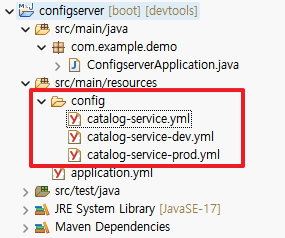 configserver [boot] [devtools]
src/main/java
com.example.demo
ConfigserverApplication.java
src/main/resources
config
catalog-service.yml
catalog-service-dev.yml
catalog-service-prod.yml
application.yml
src/test/java
JRE System Library [JavaSE-17]
Maven Dependencies